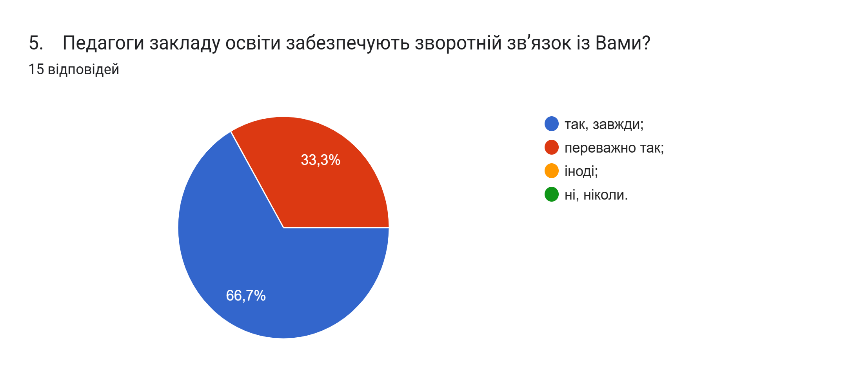 5. Педагоги закладу освіти забезпечують зворотній зв’язок із Вами?
15 відповідей
так, завжди;
переважно так;
іноді;
ні, ніколи.
33,3%
66,7%